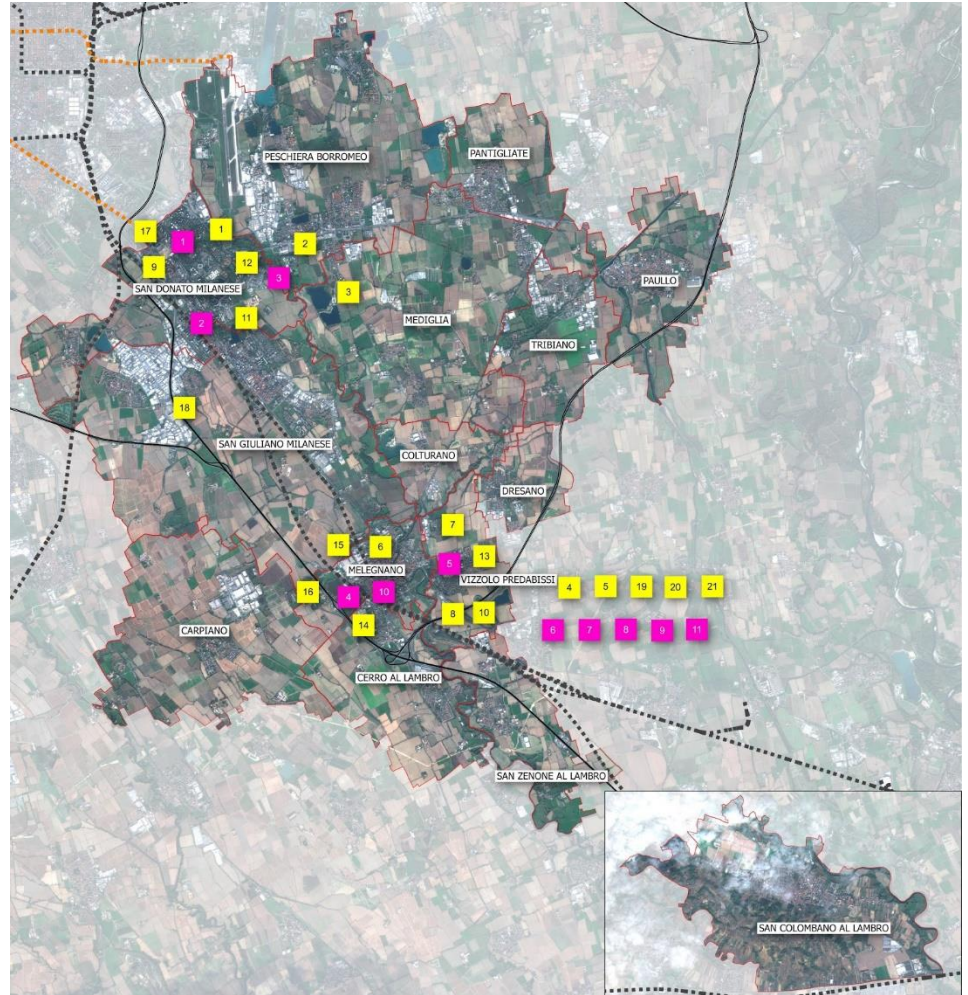 PESCHIERA BORROMEO
PANTIGLIATE
17
1
1
2
9
12
3
3
PAULLO
SAN DONATO MILANESE
MEDIGLIA
2
11
TRIBIANO
18
SAN GIULIANO MILANESE
COLTURANO
DRESANO
7
15
6
13
5
MELEGNANO
VIZZOLO PREDABISSI
4
5
19
20
21
16
4
10
8
10
14
6
7
8
9
11
CARPIANO
CERRO AL LAMBRO
SAN ZENONE AL LAMBRO
SAN COLOMBANO AL LAMBRO